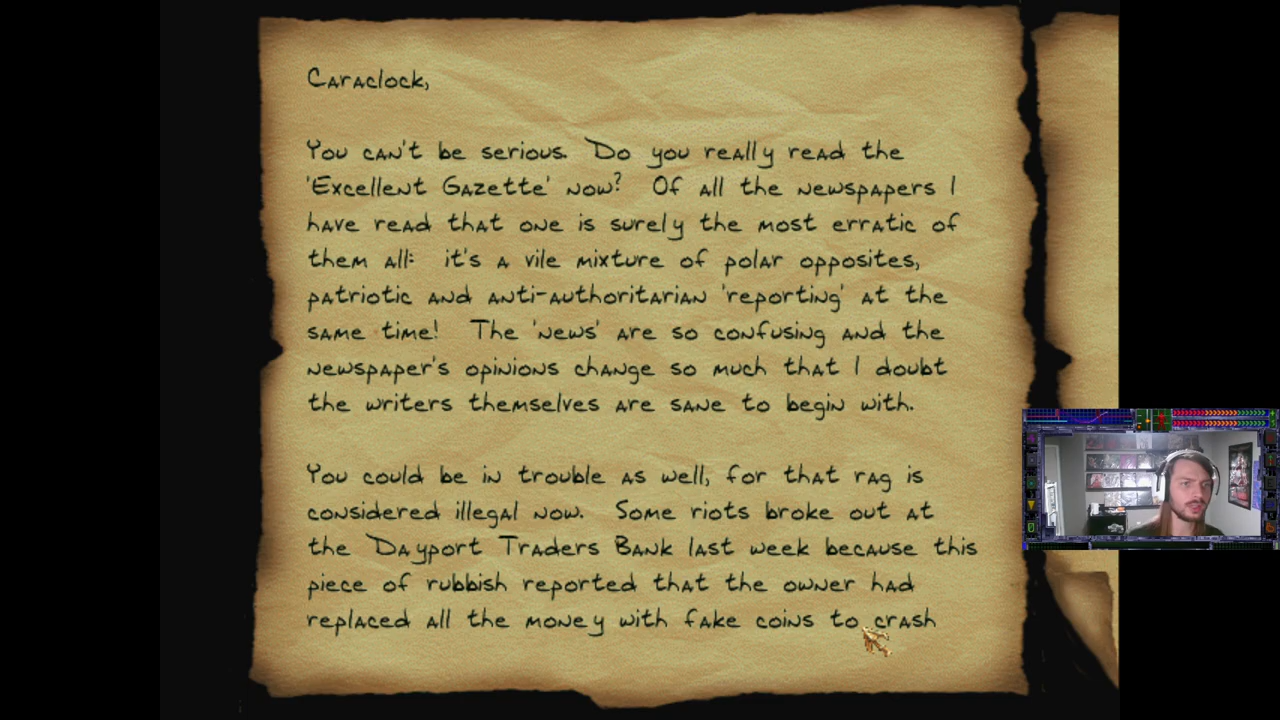 Caraclock,
You can't be serious. Do you really read the
'Excellent Gazette' now? Of all the newspapers I
have read that one is surely the most erratic of
them all: it's a vile mixture of polar opposites,
patriotic and anti-authoritarian 'reporting' at the
same time! The 'news' are so confusing and the
newspaper's opinions change so much that I doubt
the writers themselves are sane to begin with.
You could be in trouble as well, for that rag is
considered illegal now. Some riots broke out at
the Dayport Traders Bank last week because this
piece of rubbish reported that the owner had
replaced all the money with fake coins to crash